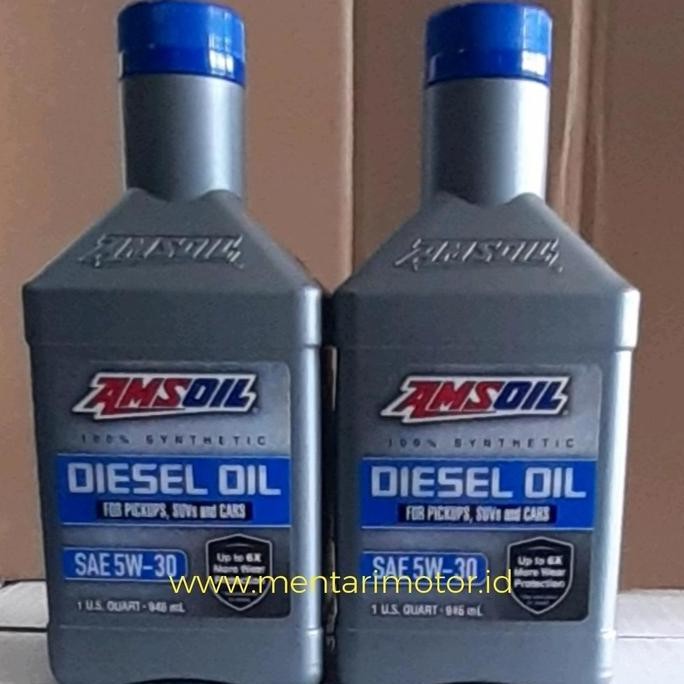 AMSOIL
AMSOIL
100% SYNTHETIC
DIESEL OIL
FOR PICKUPS, SUVs and CARS
SAE 5W-30
Up to 6X
More Wear
Protection
1 U.S. QUART - 946 mL
AMSOIL
AMSOIL
100% SYNTHETIC
DIESEL OIL
FOR PICKUPS, SUVs and CARS
SAE 5W-30
Up to 6X
More Wear
Protection
1 U.S. QUART - 946 mL
www.mentarimotor.id